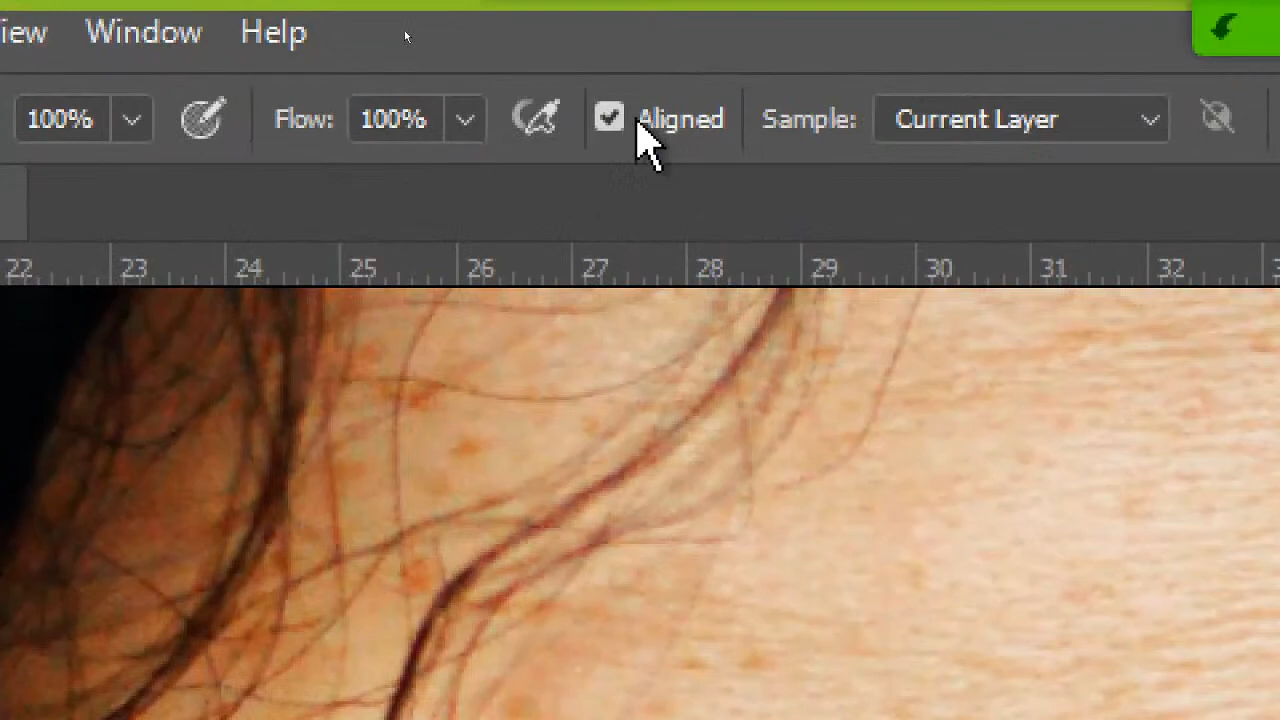 iew Window Help
100% Flow: 100% Aligned Sample: Current Layer
22 23 24 25 26 27 28 29 30 31 32 3